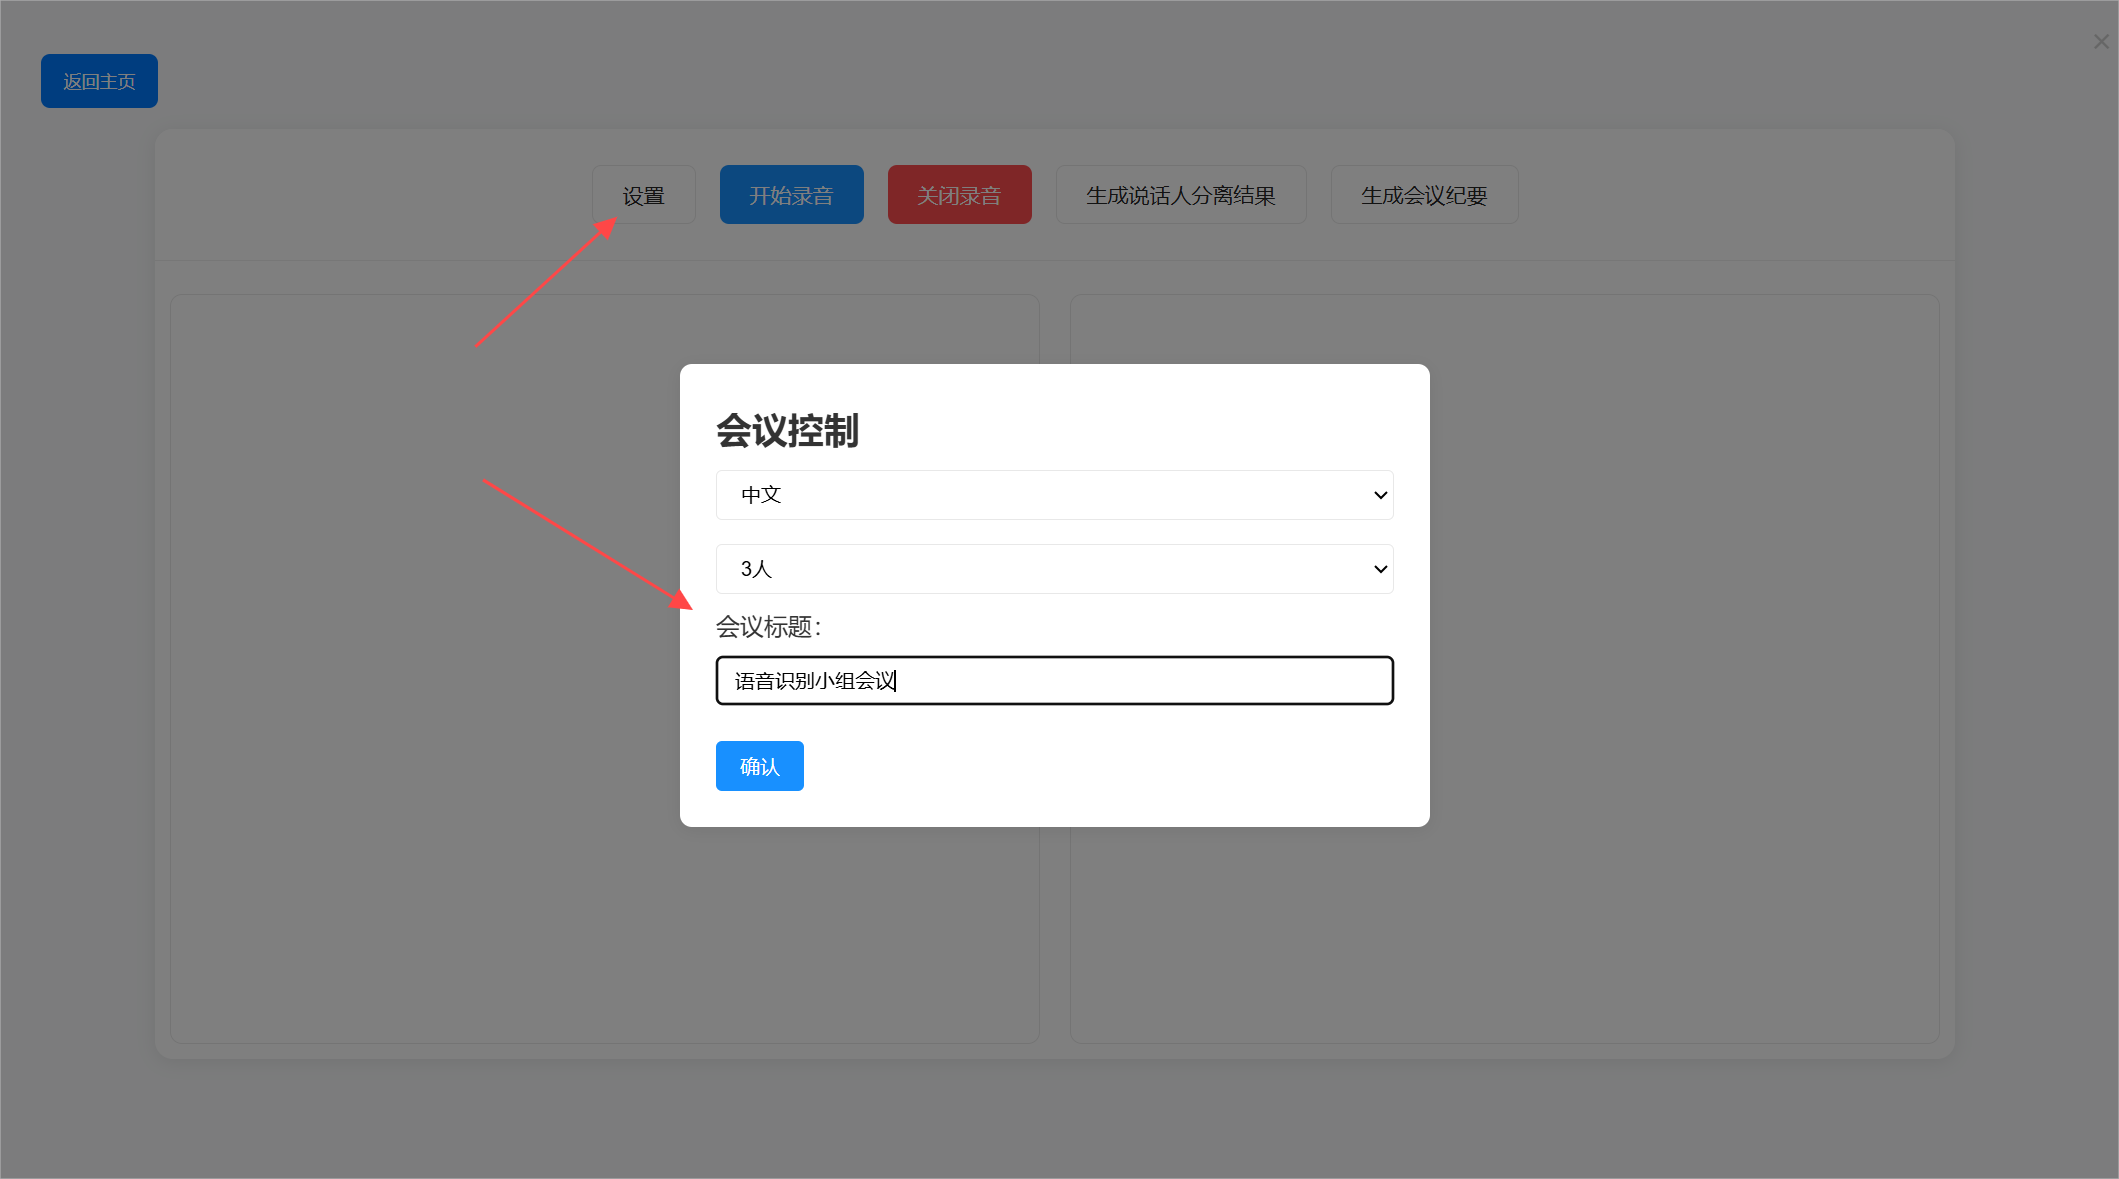 返回主页
设置 开始录音 关闭录音 生成说话人分离结果 生成会议纪要
会议控制
中文
3人
会议标题：
语音识别小组会议
确认